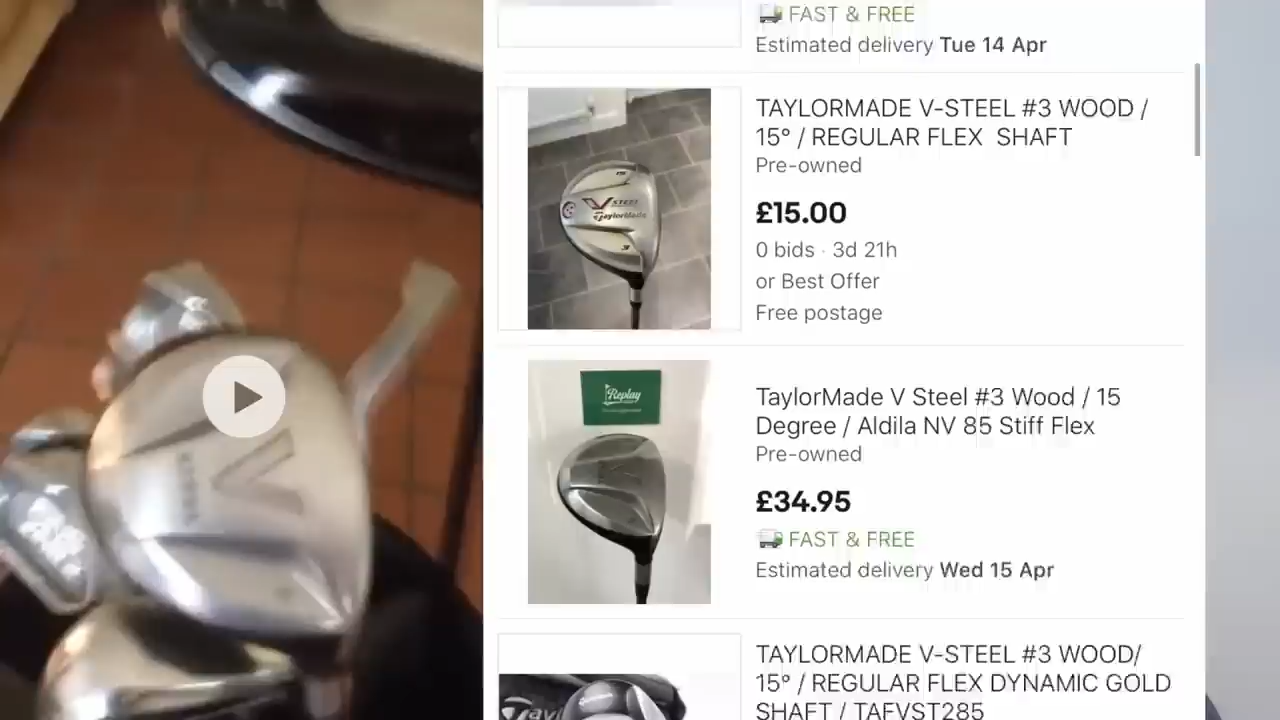 FAST & FREE
Estimated delivery Tue 14 Apr
TAYLORMADE V-STEEL #3 WOOD /
15° / REGULAR FLEX SHAFT
Pre-owned
£15.00
0 bids · 3d 21h
or Best Offer
Free postage
V STEEL
TaylorMade
Replay
TaylorMade V Steel #3 Wood / 15
Degree / Aldila NV 85 Stiff Flex
Pre-owned
£34.95
FAST & FREE
Estimated delivery Wed 15 Apr
TAYLORMADE V-STEEL #3 WOOD/
15° / REGULAR FLEX DYNAMIC GOLD
SHAFT / TAFVST285
V